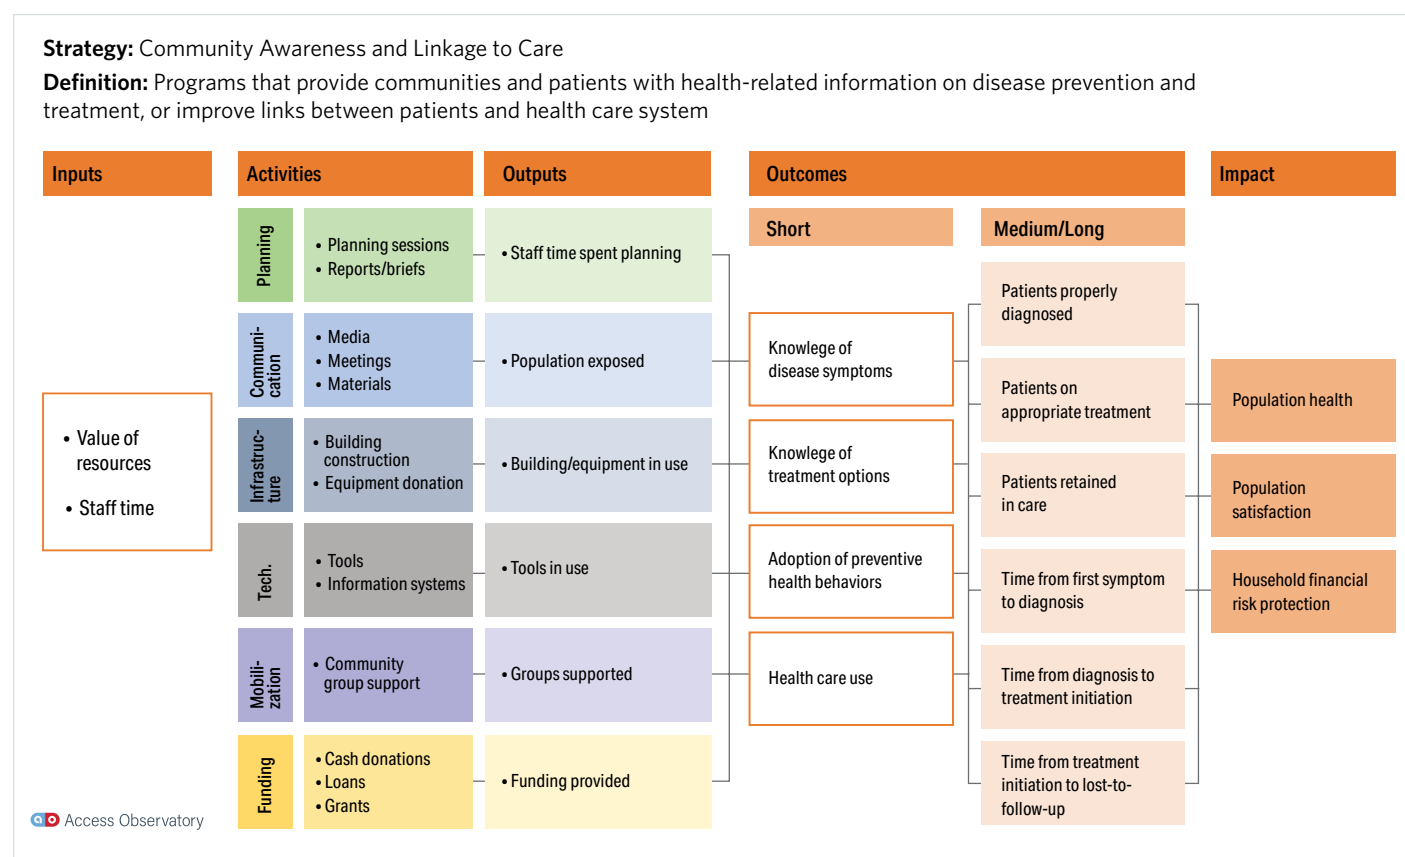 Strategy: Community Awareness and Linkage to Care
Definition: Programs that provide communities and patients with health-related information on disease prevention and
treatment, or improve links between patients and health care system
Inputs
Activities
Outputs
Outcomes
Impact
Short
Medium/Long
• Value of
resources
• Staff time
Planning
• Planning sessions
• Reports/briefs
• Staff time spent planning
Communi-
cation
• Media
• Meetings
• Materials
• Population exposed
Infrastruc-
ture
• Building
construction
• Equipment donation
• Building/equipment in use
Tech.
• Tools
• Information systems
• Tools in use
Mobili-
zation
• Community
group support
• Groups supported
Funding
• Cash donations
• Loans
• Grants
• Funding provided
Knowlege of
disease symptoms
Knowlege of
treatment options
Adoption of preventive
health behaviors
Health care use
Patients properly
diagnosed
Patients on
appropriate treatment
Patients retained
in care
Time from first symptom
to diagnosis
Time from diagnosis to
treatment initiation
Time from treatment
initiation to lost-to-
follow-up
Population health
Population
satisfaction
Household financial
risk protection
ao Access Observatory